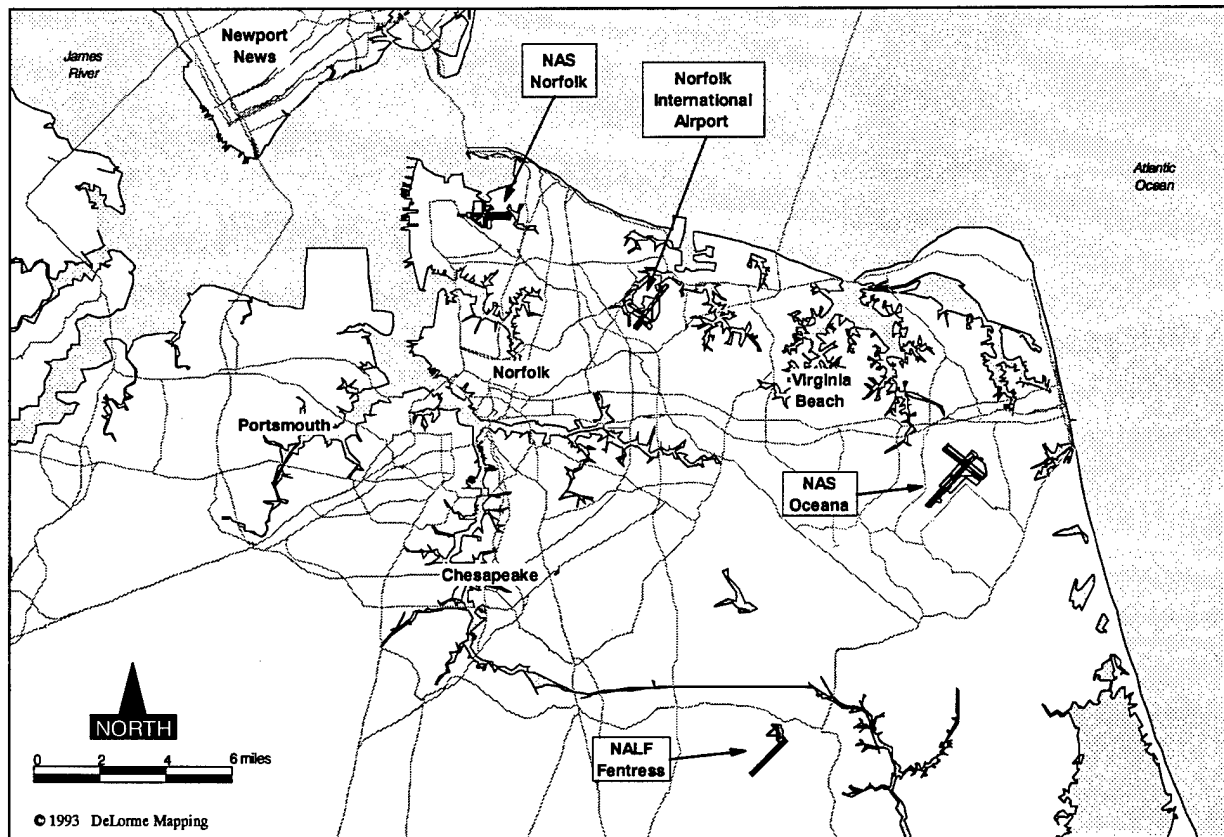 Newport
News
James
River
NAS
Norfolk
Norfolk
International
Airport
Atlantic
Ocean
Norfolk
Virginia
Beach
Portsmouth
NAS
Oceana
Chesapeake
NORTH
0 2 4 6 miles
NALF
Fentress
© 1993 DeLorme Mapping